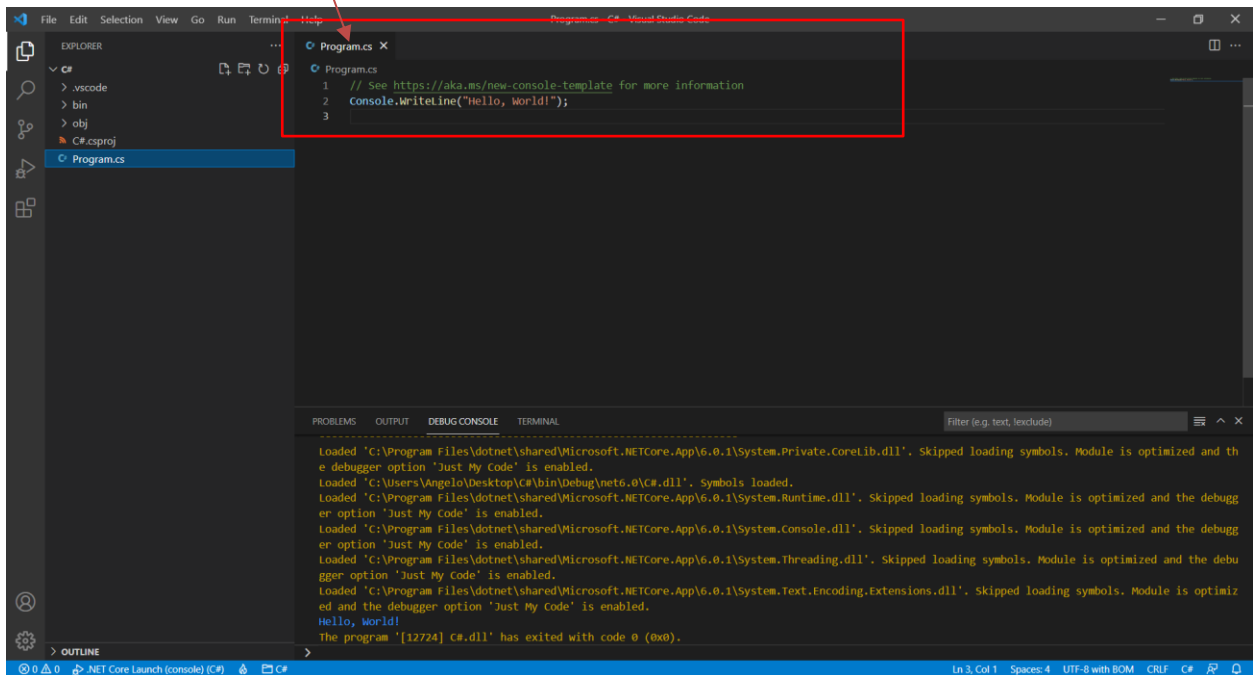 File Edit Selection View Go Run Terminal Help
Program.cs - C# - Visual Studio Code
EXPLORER
C#
.vscode
bin
obj
C#.csproj
Program.cs
OUTLINE
Program.cs
Program.cs
1 // See https://aka.ms/new-console-template for more information
2 Console.WriteLine("Hello, World!");
3
PROBLEMS OUTPUT DEBUG CONSOLE TERMINAL
Filter (e.g. text, !exclude)
Loaded 'C:\Program Files\dotnet\shared\Microsoft.NETCore.App\6.0.1\System.Private.CoreLib.dll'. Skipped loading symbols. Module is optimized and th
e debugger option 'Just My Code' is enabled.
Loaded 'C:\Users\Angelo\Desktop\C#\bin\Debug\net6.0\C#.dll'. Symbols loaded.
Loaded 'C:\Program Files\dotnet\shared\Microsoft.NETCore.App\6.0.1\System.Runtime.dll'. Skipped loading symbols. Module is optimized and the debugg
er option 'Just My Code' is enabled.
Loaded 'C:\Program Files\dotnet\shared\Microsoft.NETCore.App\6.0.1\System.Console.dll'. Skipped loading symbols. Module is optimized and the debugg
er option 'Just My Code' is enabled.
Loaded 'C:\Program Files\dotnet\shared\Microsoft.NETCore.App\6.0.1\System.Threading.dll'. Skipped loading symbols. Module is optimized and the debu
gger option 'Just My Code' is enabled.
Loaded 'C:\Program Files\dotnet\shared\Microsoft.NETCore.App\6.0.1\System.Text.Encoding.Extensions.dll'. Skipped loading symbols. Module is optimiz
ed and the debugger option 'Just My Code' is enabled.
Hello, World!
The program '[12724] C#.dll' has exited with code 0 (0x0).
0 0 .NET Core Launch (console) (C#) C#
Ln 3, Col 1 Spaces: 4 UTF-8 with BOM CRLF C#